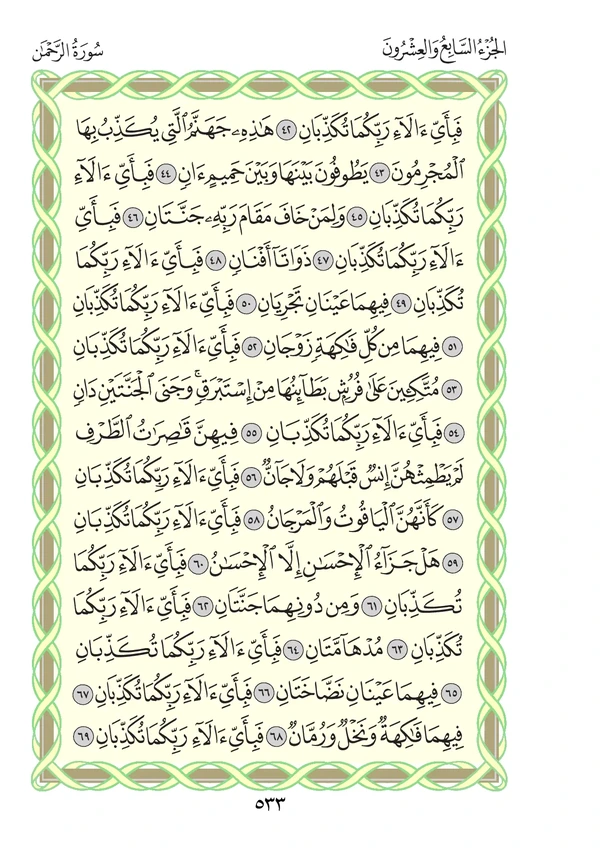 الجُزْءُ السَّابِعُ وَالعِشْرُونَ
سُورَةُ الرَّحْمٰن
فَبِأَيِّ ءَالَآءِ رَبِّكُمَا تُكَذِّبَانِ ٤٢ هَٰذِهِۦ جَهَنَّمُ ٱلَّتِي يُكَذِّبُ بِهَا
ٱلْمُجْرِمُونَ ٤٣ يَطُوفُونَ بَيْنَهَا وَبَيْنَ حَمِيمٍ ءَانٍ ٤٤ فَبِأَيِّ ءَالَآءِ
رَبِّكُمَا تُكَذِّبَانِ ٤٥ وَلِمَنْ خَافَ مَقَامَ رَبِّهِۦ جَنَّتَانِ ٤٦ فَبِأَيِّ
ءَالَآءِ رَبِّكُمَا تُكَذِّبَانِ ٤٧ ذَوَاتَآ أَفْنَانٍ ٤٨ فَبِأَيِّ ءَالَآءِ رَبِّكُمَا
تُكَذِّبَانِ ٤٩ فِيهِمَا عَيْنَانِ تَجْرِيَانِ ٥٠ فَبِأَيِّ ءَالَآءِ رَبِّكُمَا تُكَذِّبَانِ
٥١ فِيهِمَا مِن كُلِّ فَٰكِهَةٍ زَوْجَانِ ٥٢ فَبِأَيِّ ءَالَآءِ رَبِّكُمَا تُكَذِّبَانِ
٥٣ مُتَّكِـِٔينَ عَلَىٰ فُرُشٍۭ بَطَآئِنُهَا مِنْ إِسْتَبْرَقٍۚ وَجَنَى ٱلْجَنَّتَيْنِ دَانٍ
٥٤ فَبِأَيِّ ءَالَآءِ رَبِّكُمَا تُكَذِّبَانِ ٥٥ فِيهِنَّ قَٰصِرَٰتُ ٱلطَّرْفِ
لَمْ يَطْمِثْهُنَّ إِنسٌ قَبْلَهُمْ وَلَا جَآنٌّ ٥٦ فَبِأَيِّ ءَالَآءِ رَبِّكُمَا تُكَذِّبَانِ
٥٧ كَأَنَّهُنَّ ٱلْيَاقُوتُ وَٱلْمَرْجَانُ ٥٨ فَبِأَيِّ ءَالَآءِ رَبِّكُمَا تُكَذِّبَانِ
٥٩ هَلْ جَزَآءُ ٱلْإِحْسَٰنِ إِلَّا ٱلْإِحْسَٰنُ ٦٠ فَبِأَيِّ ءَالَآءِ رَبِّكُمَا
تُكَذِّبَانِ ٦١ وَمِن دُونِهِمَا جَنَّتَانِ ٦٢ فَبِأَيِّ ءَالَآءِ رَبِّكُمَا
تُكَذِّبَانِ ٦٣ مُدْهَآمَّتَانِ ٦٤ فَبِأَيِّ ءَالَآءِ رَبِّكُمَا تُكَذِّبَانِ
٦٥ فِيهِمَا عَيْنَانِ نَضَّاخَتَانِ ٦٦ فَبِأَيِّ ءَالَآءِ رَبِّكُمَا تُكَذِّبَانِ ٦٧
فِيهِمَا فَٰكِهَةٌ وَنَخْلٌ وَرُمَّانٌ ٦٨ فَبِأَيِّ ءَالَآءِ رَبِّكُمَا تُكَذِّبَانِ ٦٩
٥٣٣